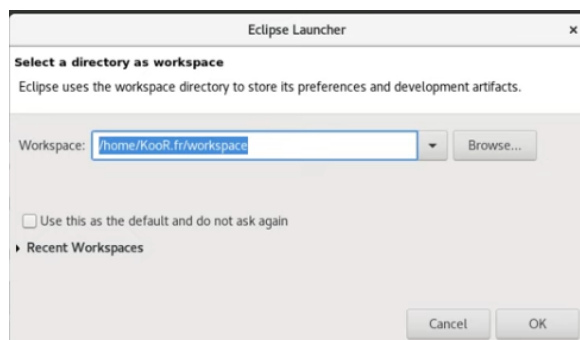 Eclipse Launcher
Select a directory as workspace
Eclipse uses the workspace directory to store its preferences and development artifacts.
Workspace: /home/KooR.fr/workspace Browse...
Use this as the default and do not ask again
Recent Workspaces
Cancel OK